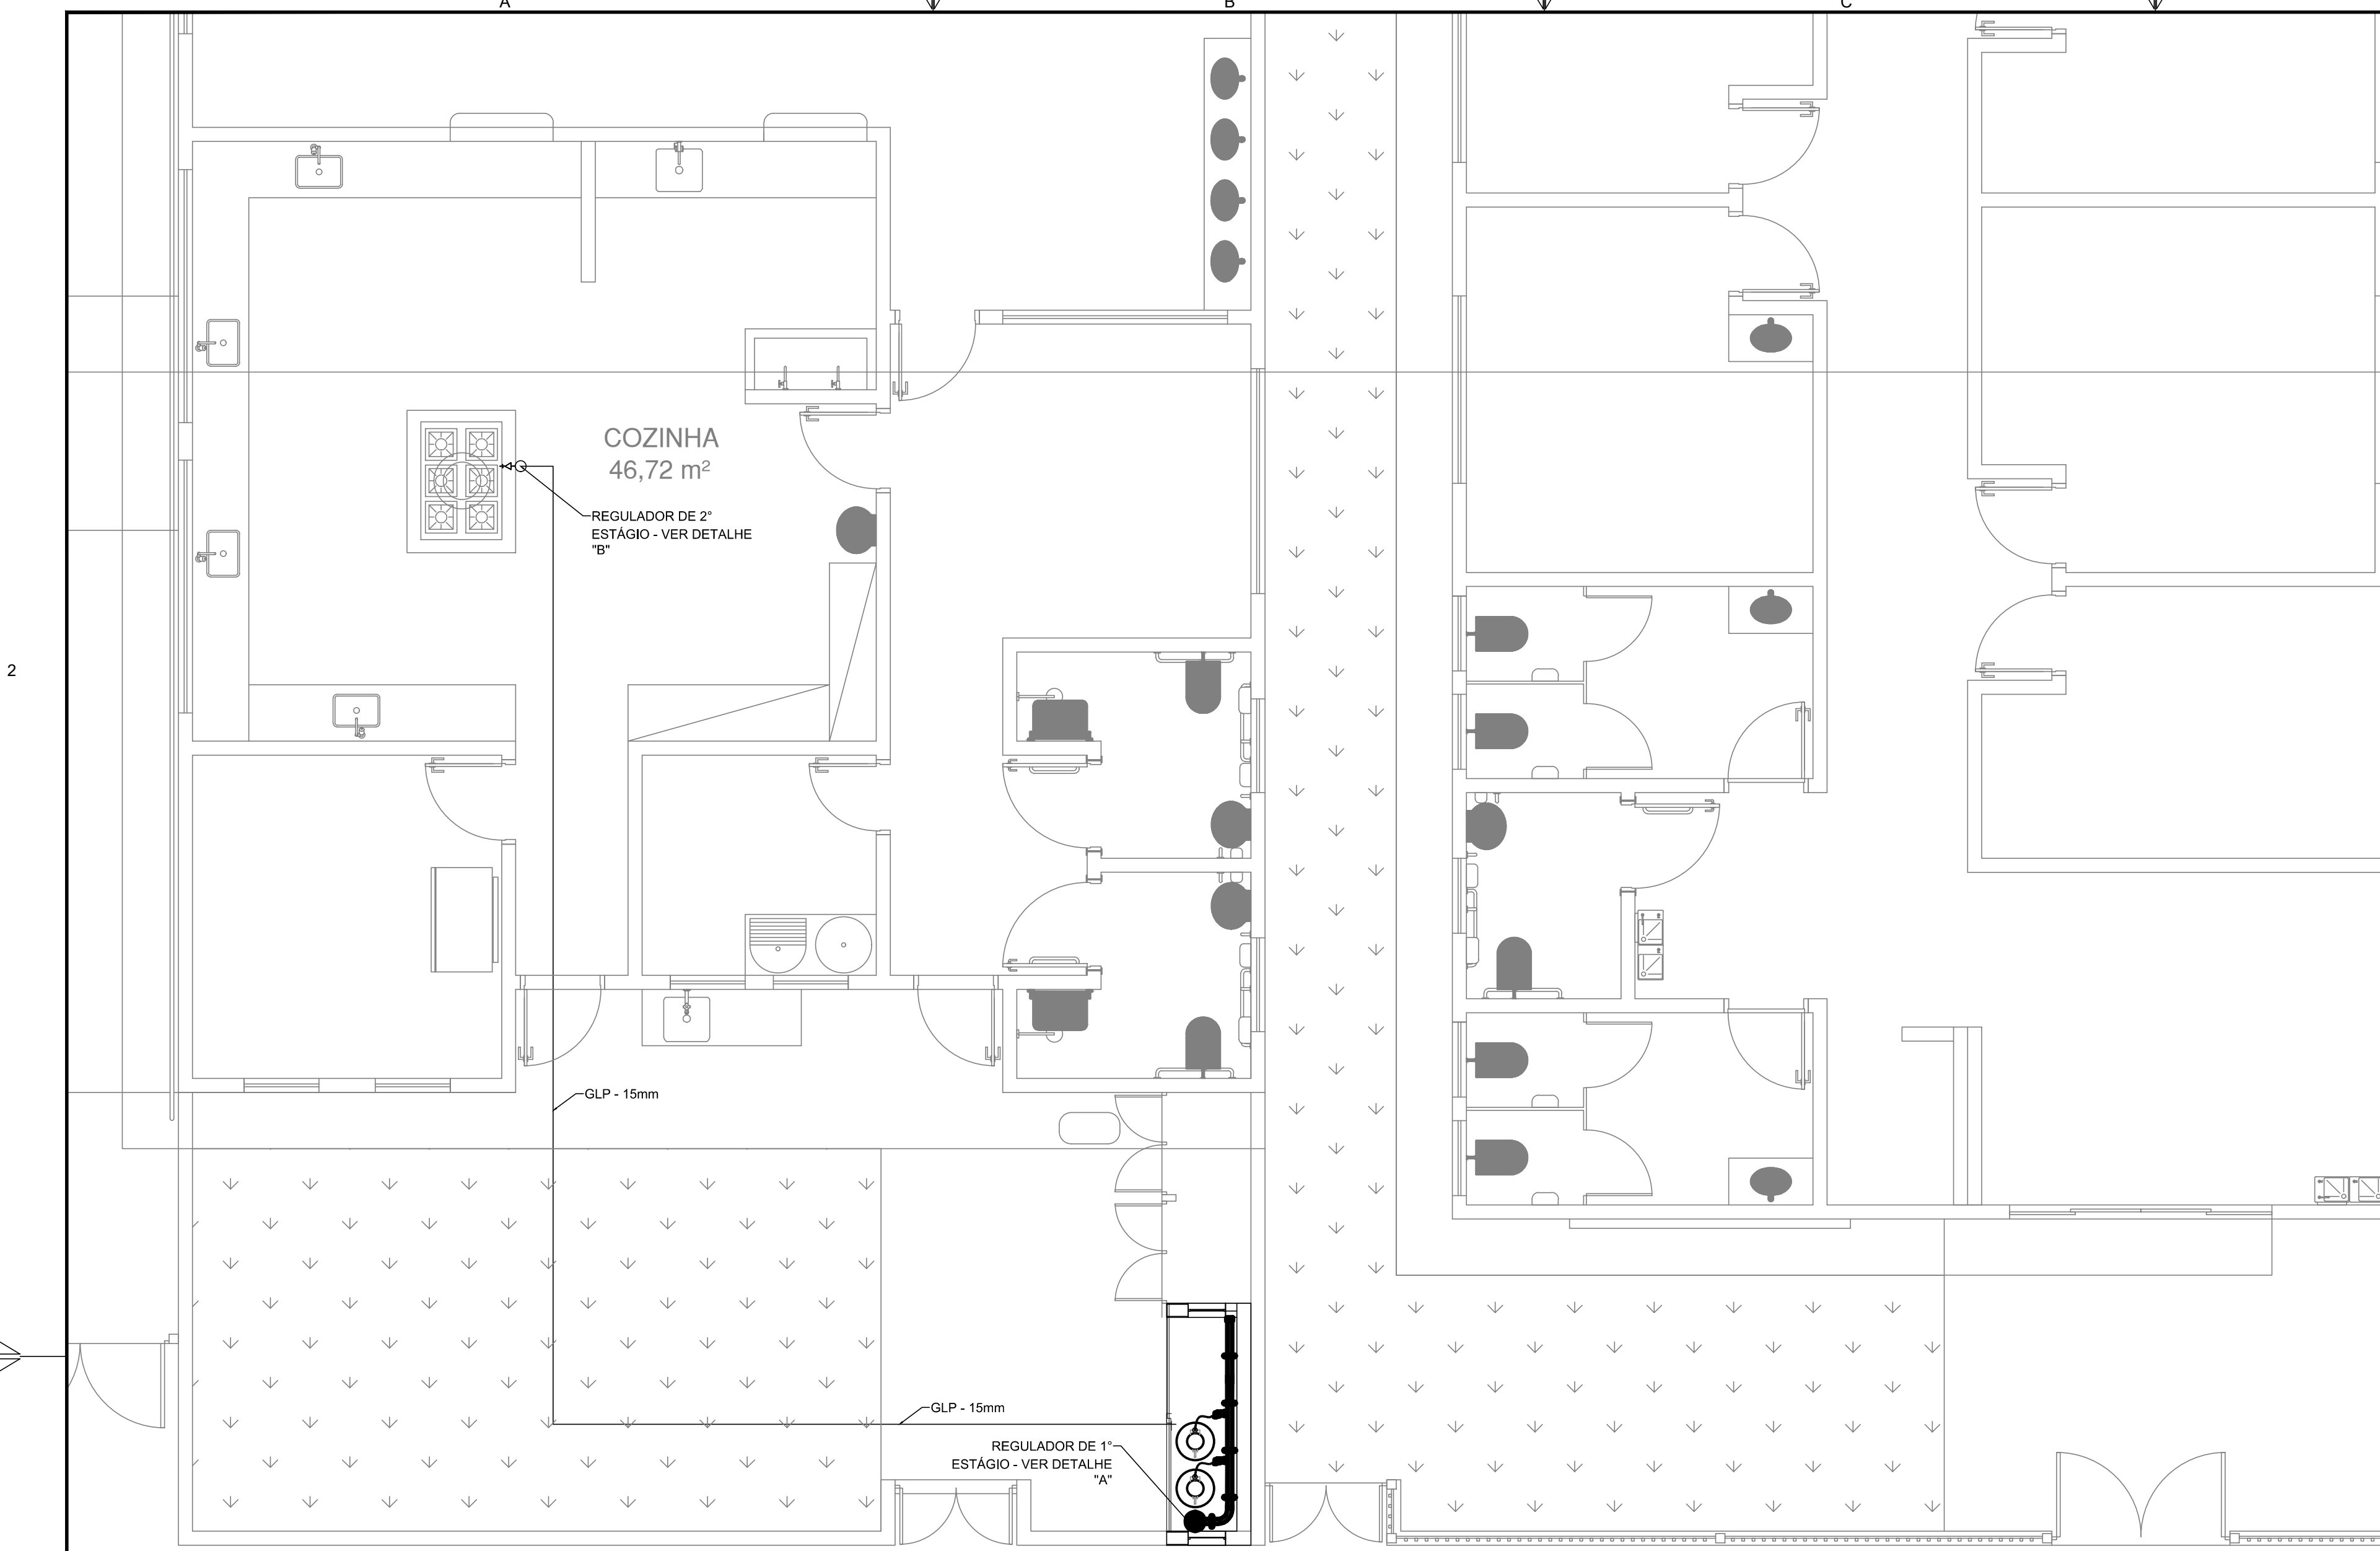 A
B
C
COZINHA
46,72 m²
REGULADOR DE 2°
ESTÁGIO - VER DETALHE
"B"
2
GLP - 15mm
GLP - 15mm
REGULADOR DE 1°
ESTÁGIO - VER DETALHE
"A"